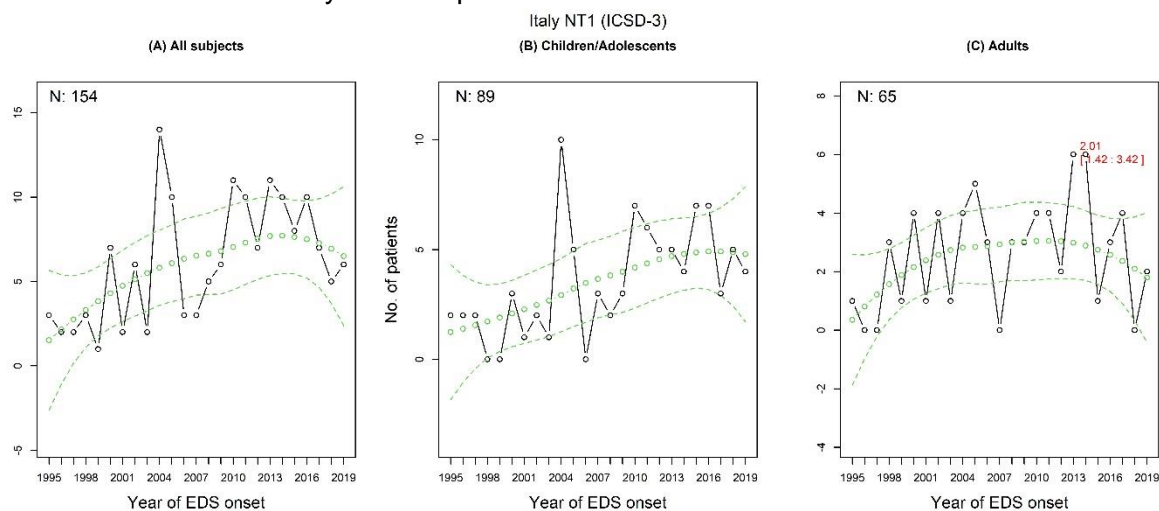 Italy NT1 (ICSD-3)
(A) All subjects
N: 154
15
10
5
0
-5
1995 1998 2001 2004 2007 2010 2013 2016 2019
Year of EDS onset
(B) Children/Adolescents
N: 89
No. of patients
10
5
0
1995 1998 2001 2004 2007 2010 2013 2016 2019
Year of EDS onset
(C) Adults
N: 65
2.01
[ 1.42 : 3.42 ]
8
6
4
2
0
-2
-4
1995 1998 2001 2004 2007 2010 2013 2016 2019
Year of EDS onset